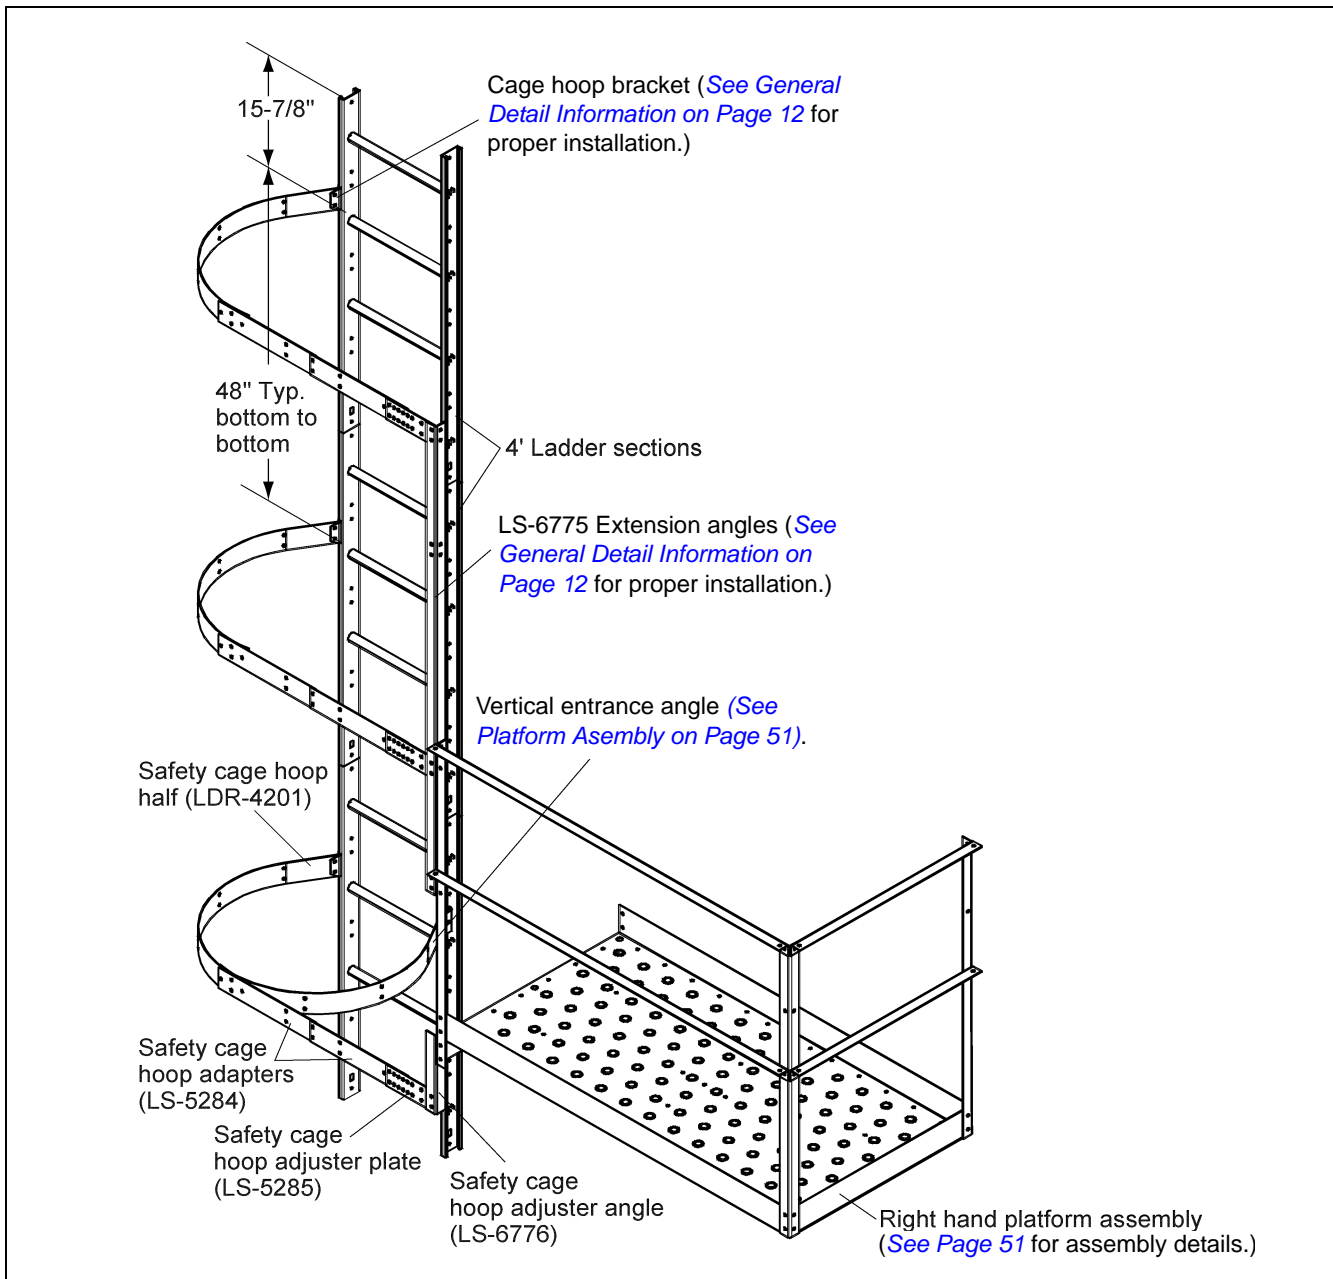 15-7/8"
Cage hoop bracket (See General
Detail Information on Page 12 for
proper installation.)
48" Typ.
bottom to
bottom
4' Ladder sections
LS-6775 Extension angles (See
General Detail Information on
Page 12 for proper installation.)
Vertical entrance angle (See
Platform Asembly on Page 51).
Safety cage hoop
half (LDR-4201)
Safety cage
hoop adapters
(LS-5284)
Safety cage
hoop adjuster plate
(LS-5285)
Safety cage
hoop adjuster angle
(LS-6776)
Right hand platform assembly
(See Page 51 for assembly details.)